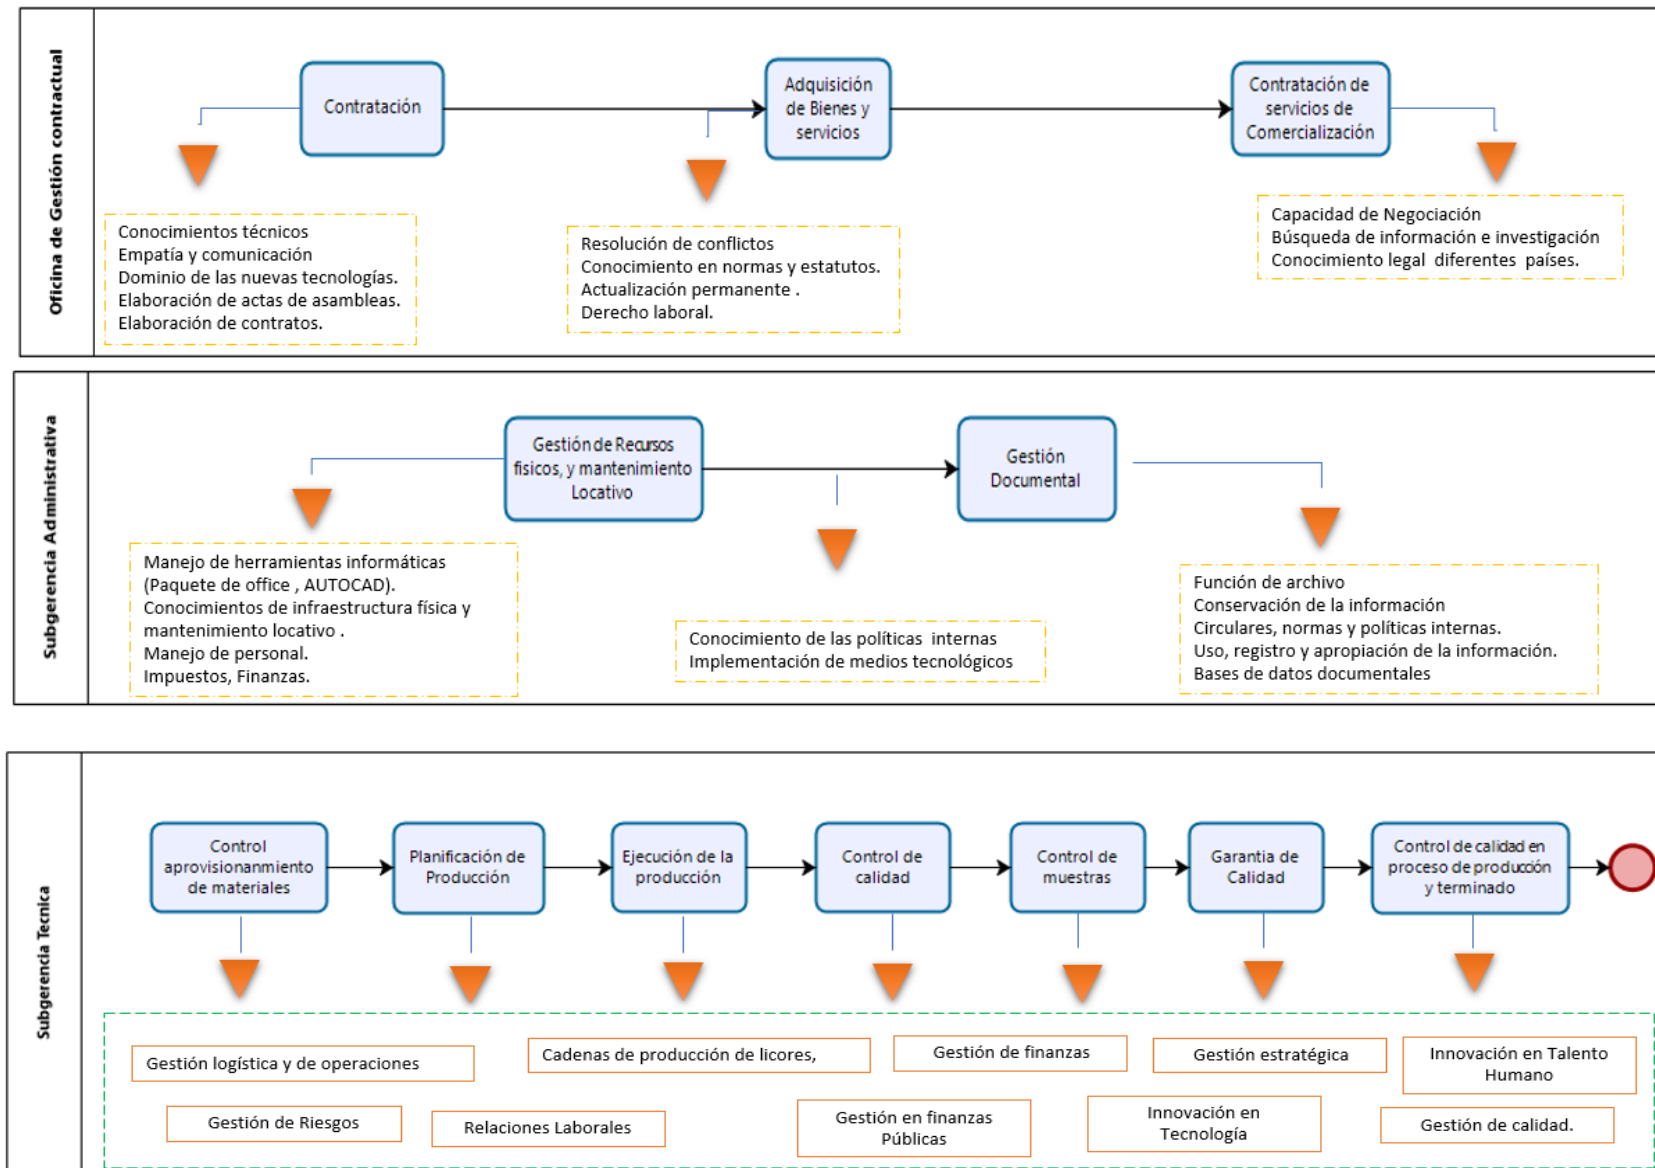 Oficina de Gestión contractual
Contratación
Adquisición
de Bienes y
servicios
Contratación de
servicios de
Comercialización
Conocimientos técnicos
Empatía y comunicación
Dominio de las nuevas tecnologías.
Elaboración de actas de asambleas.
Elaboración de contratos.
Resolución de conflictos
Conocimiento en normas y estatutos.
Actualización permanente .
Derecho laboral.
Capacidad de Negociación
Búsqueda de información e investigación
Conocimiento legal diferentes países.
Subgerencia Administrativa
Gestión de Recursos
fisicos, y mantenimiento
Locativo
Gestión
Documental
Manejo de herramientas informáticas
(Paquete de office , AUTOCAD).
Conocimientos de infraestructura física y
mantenimiento locativo .
Manejo de personal.
Impuestos, Finanzas.
Conocimiento de las políticas internas
Implementación de medios tecnológicos
Función de archivo
Conservación de la información
Circulares, normas y políticas internas.
Uso, registro y apropiación de la información.
Bases de datos documentales
Subgerencia Tecnica
Control
aprovisionanmiento
de materiales
Planificación de
Producción
Ejecución de la
producción
Control de
calidad
Control de
muestras
Garantia de
Calidad
Control de calidad en
proceso de producción
y terminado
Gestión logística y de operaciones
Cadenas de producción de licores,
Gestión de finanzas
Gestión estratégica
Innovación en Talento
Humano
Gestión de Riesgos
Relaciones Laborales
Gestión en finanzas
Públicas
Innovación en
Tecnología
Gestión de calidad.